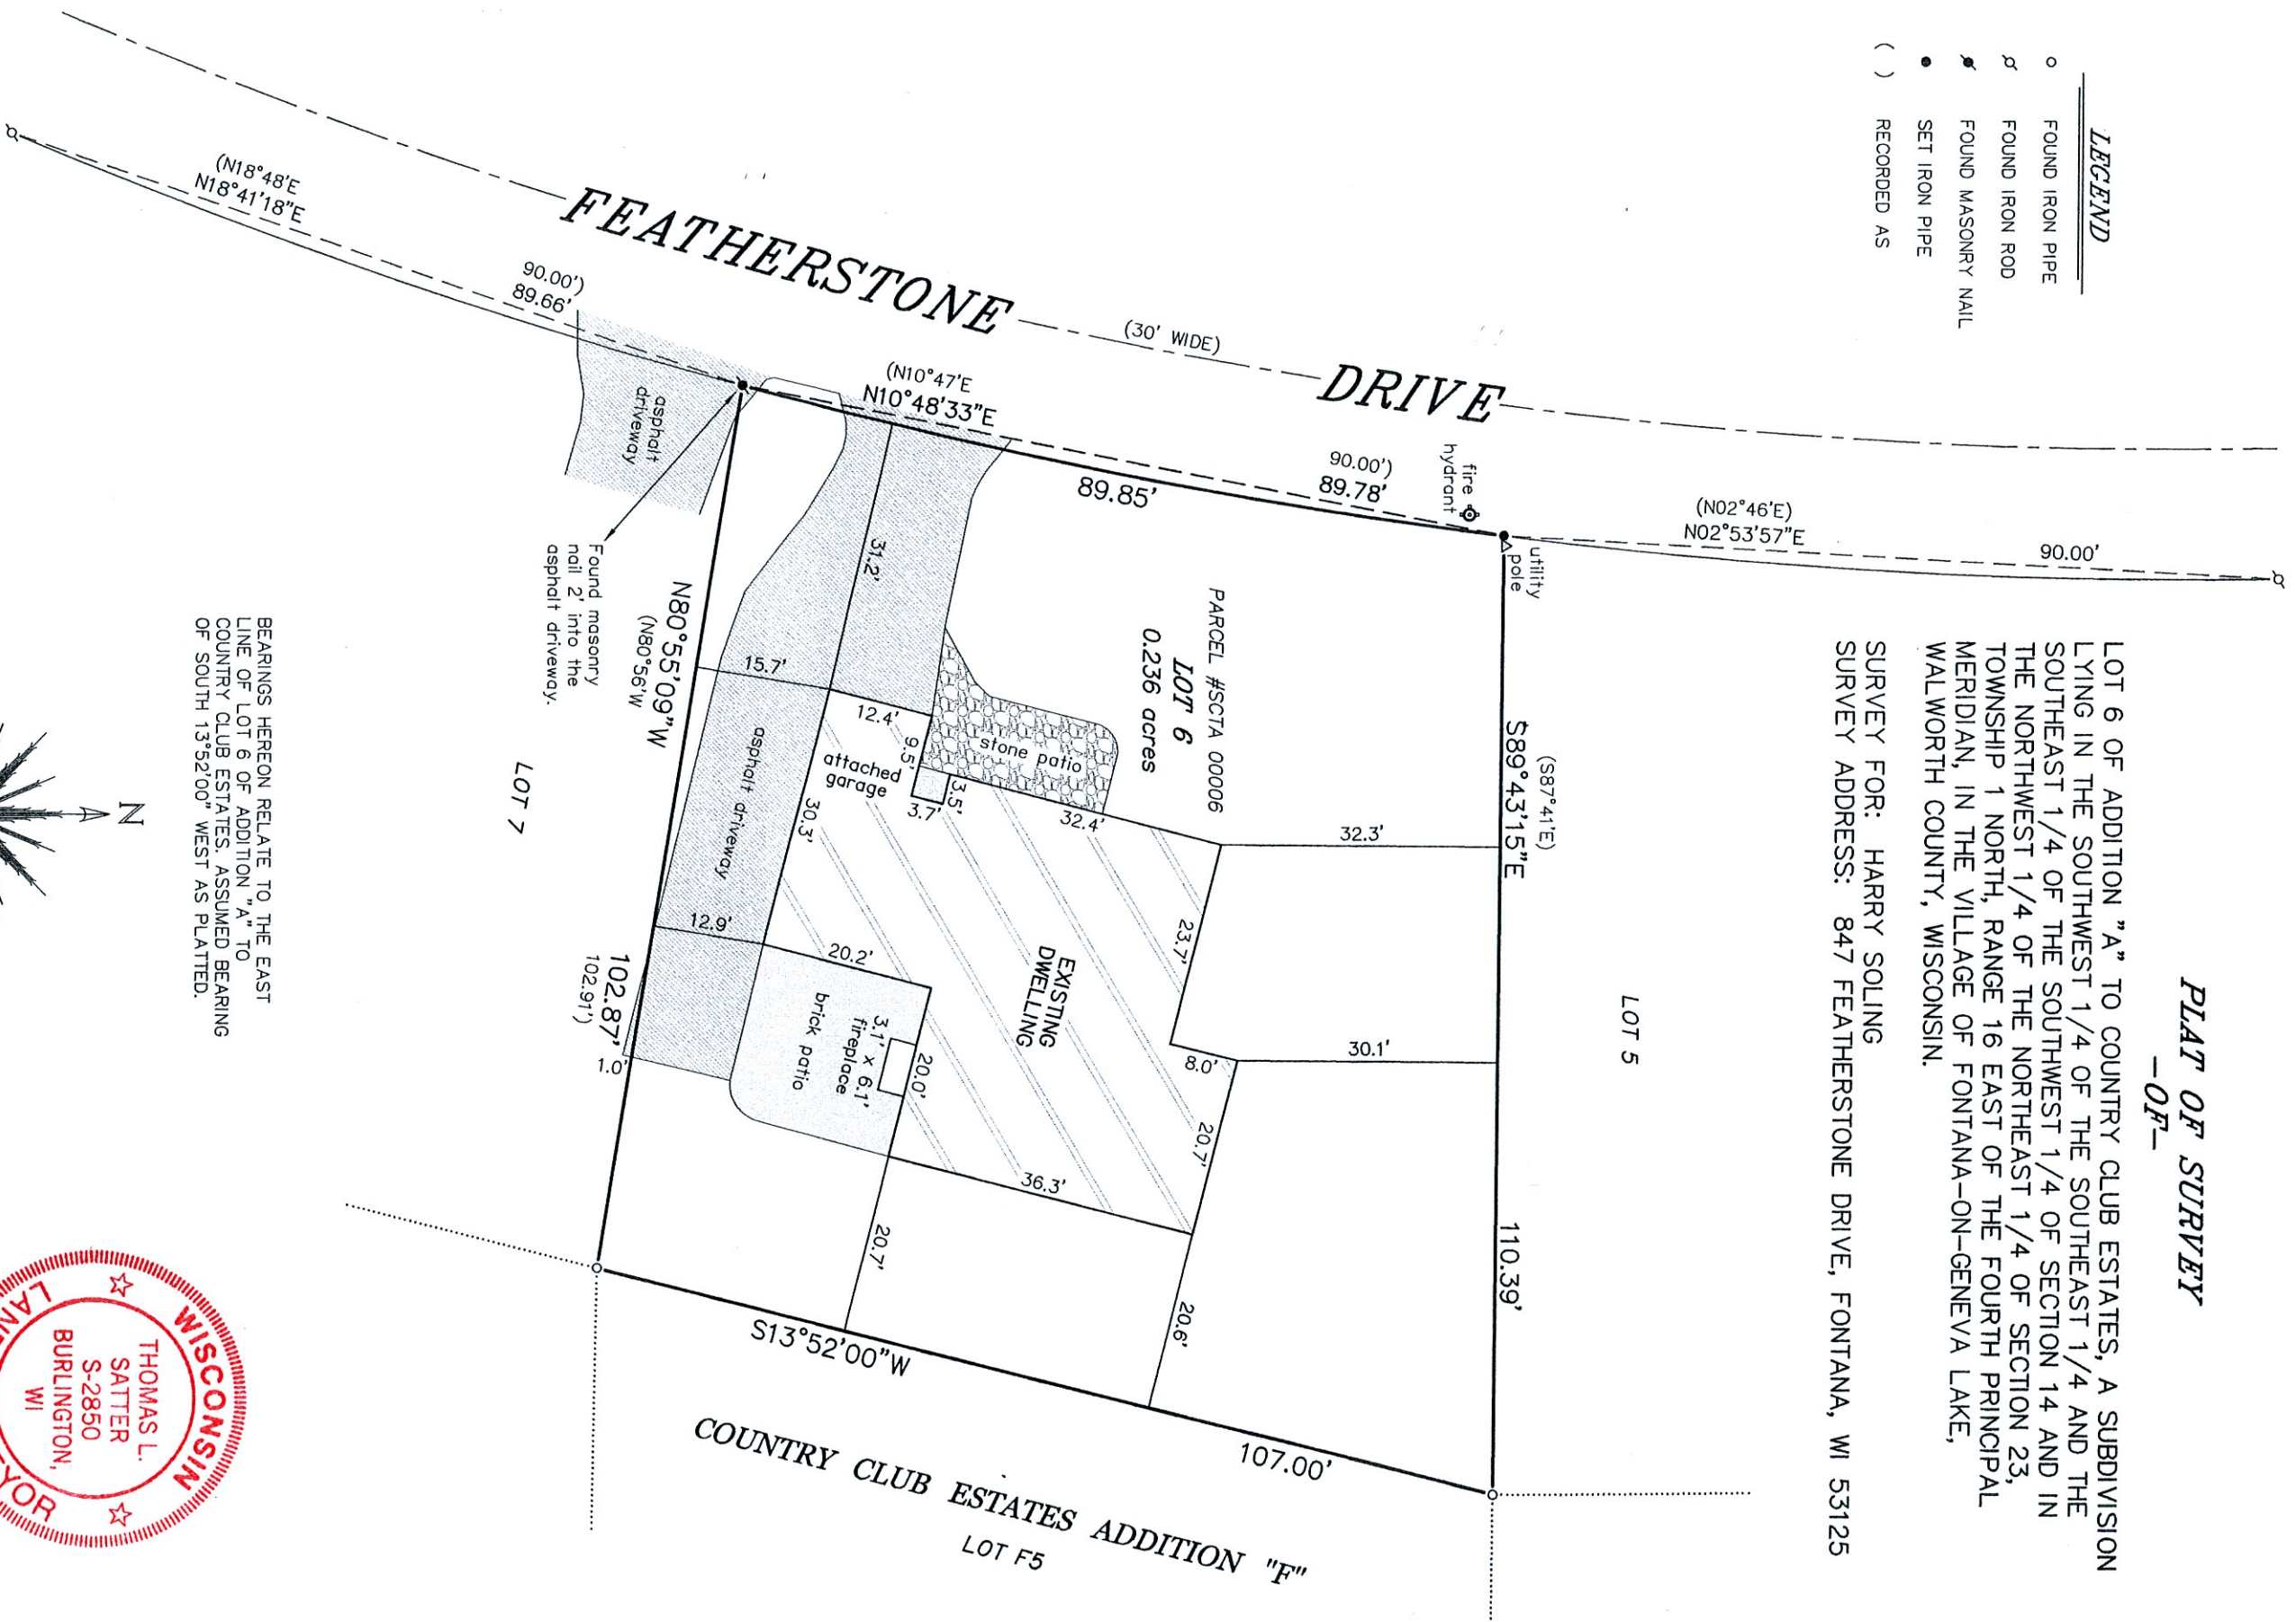 PLAT OF SURVEY
-OF-
LOT 6 OF ADDITION "A" TO COUNTRY CLUB ESTATES, A SUBDIVISION
LYING IN THE SOUTHWEST 1/4 OF THE SOUTHEAST 1/4 AND THE
SOUTHEAST 1/4 OF THE SOUTHWEST 1/4 OF SECTION 14 AND IN
THE NORTHWEST 1/4 OF THE NORTHEAST 1/4 OF SECTION 23,
TOWNSHIP 1 NORTH, RANGE 16 EAST OF THE FOURTH PRINCIPAL
MERIDIAN, IN THE VILLAGE OF FONTANA-ON-GENEVA LAKE,
WALWORTH COUNTY, WISCONSIN.
SURVEY FOR: HARRY SOLING
SURVEY ADDRESS: 847 FEATHERSTONE DRIVE, FONTANA, WI 53125
LEGEND
FOUND IRON PIPE
FOUND IRON ROD
FOUND MASONRY NAIL
SET IRON PIPE
( ) RECORDED AS
FEATHERSTONE DRIVE
(30' WIDE)
(N18°48'E
N18°41'18"E
90.00')
89.66'
(N10°47'E
N10°48'33"E
90.00')
89.78'
89.85'
fire
hydrant
utility
pole
(N02°46'E)
N02°53'57"E
90.00'
LOT 5
(S87°41'E)
S89°43'15"E
110.39'
PARCEL #SCTA 00006
LOT 6
0.236 acres
asphalt
driveway
31.2'
15.7'
12.4'
9.5'
3.5'
3.7'
stone patio
attached
garage
30.3'
32.4'
32.3'
23.7'
8.0'
30.1'
20.7'
EXISTING
DWELLING
asphalt driveway
12.9'
20.2'
3.1' x 6.1'
fireplace
20.0'
brick patio
36.3'
20.7'
20.6'
1.0'
N80°55'09"W
(N80°56'W
102.87'
102.91')
Found masonry
nail 2' into the
asphalt driveway.
LOT 7
S13°52'00"W
107.00'
COUNTRY CLUB ESTATES ADDITION "F"
LOT F5
BEARINGS HEREON RELATE TO THE EAST
LINE OF LOT 6 OF ADDITION "A" TO
COUNTRY CLUB ESTATES. ASSUMED BEARING
OF SOUTH 13°52'00" WEST AS PLATTED.
N
WISCONSIN
THOMAS L.
SATTER
S-2850
BURLINGTON,
WI